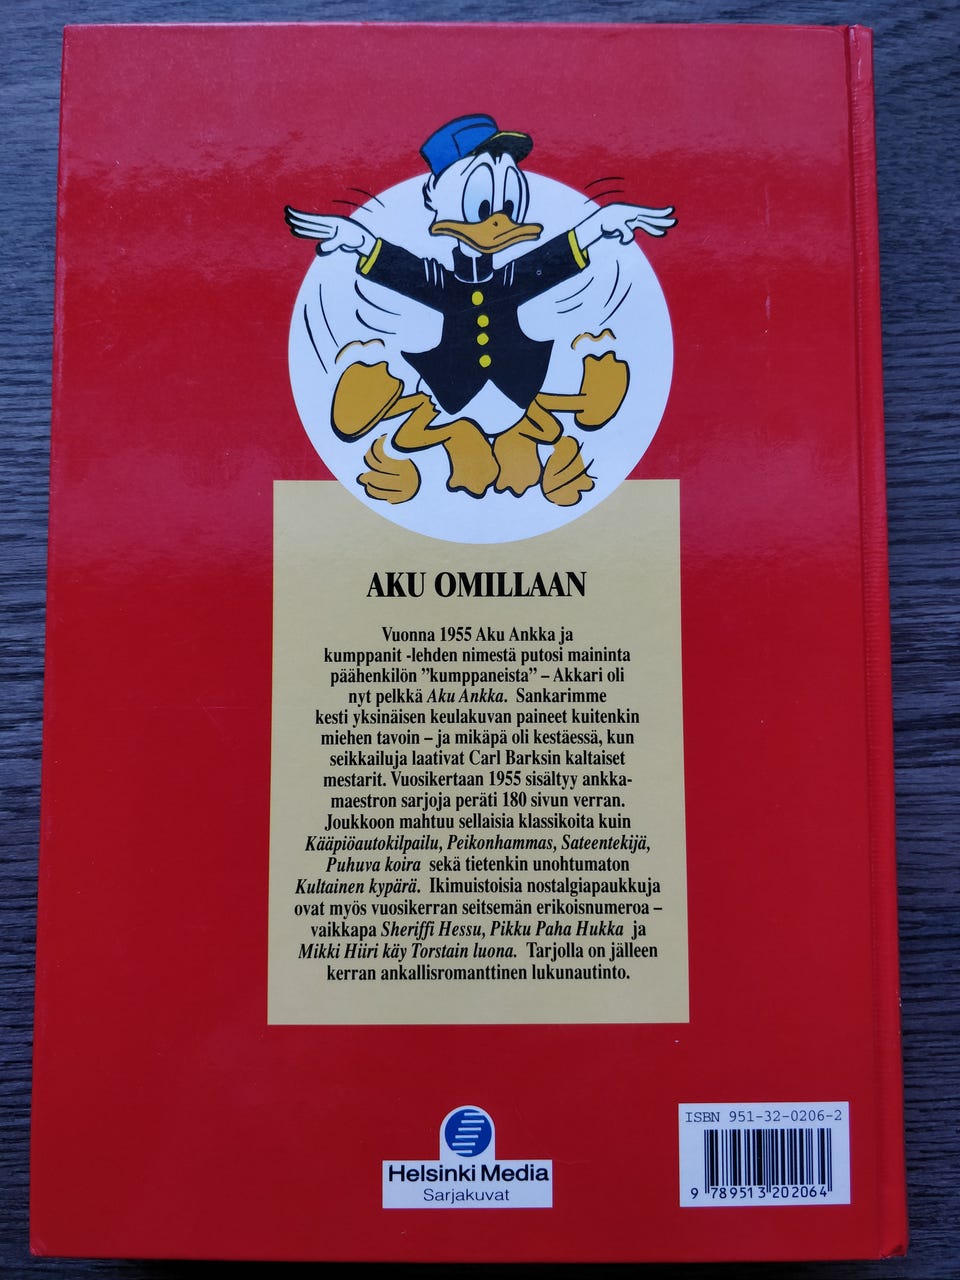 AKU OMILLAAN
Vuonna 1955 Aku Ankka ja
kumppanit -lehden nimestä putosi maininta
päähenkilön ”kumppaneista” – Akkari oli
nyt pelkkä Aku Ankka. Sankarimme
kesti yksinäisen keulakuvan paineet kuitenkin
miehen tavoin – ja mikäpä oli kestäessä, kun
seikkailuja laativat Carl Barksin kaltaiset
mestarit. Vuosikertaan 1955 sisältyy ankka-
maestron sarjoja peräti 180 sivun verran.
Joukkoon mahtuu sellaisia klassikoita kuin
Kääpiöautokilpailu, Peikonhammas, Sateentekijä,
Puhuva koira sekä tietenkin unohtumaton
Kultainen kypärä. Ikimuistoisia nostalgiapaukkuja
ovat myös vuosikerran seitsemän erikoisnumeroa –
vaikkapa Sheriffi Hessu, Pikku Paha Hukka ja
Mikki Hiiri käy Torstain luona. Tarjolla on jälleen
kerran ankallisromanttinen lukunautinto.
Helsinki Media
Sarjakuvat
ISBN 951-32-0206-2
9 789513 202064